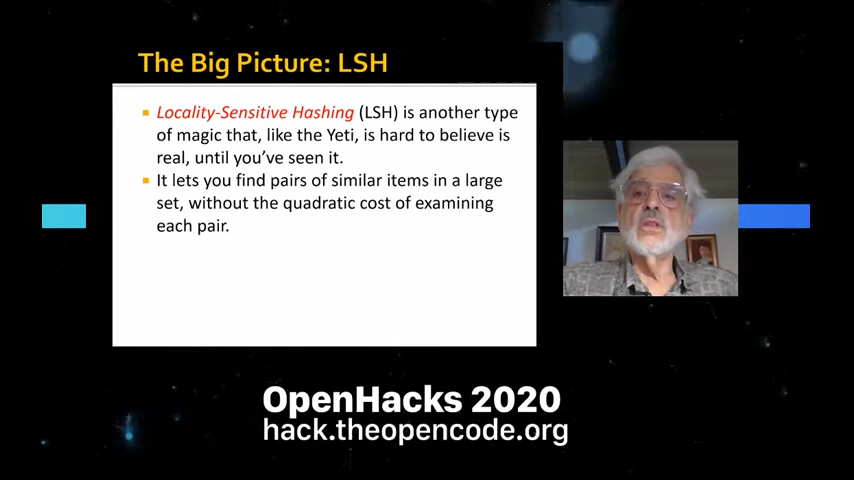 The Big Picture: LSH
Locality-Sensitive Hashing (LSH) is another type
of magic that, like the Yeti, is hard to believe is
real, until you've seen it.
It lets you find pairs of similar items in a large
set, without the quadratic cost of examining
each pair.
OpenHacks 2020
hack.theopencode.org